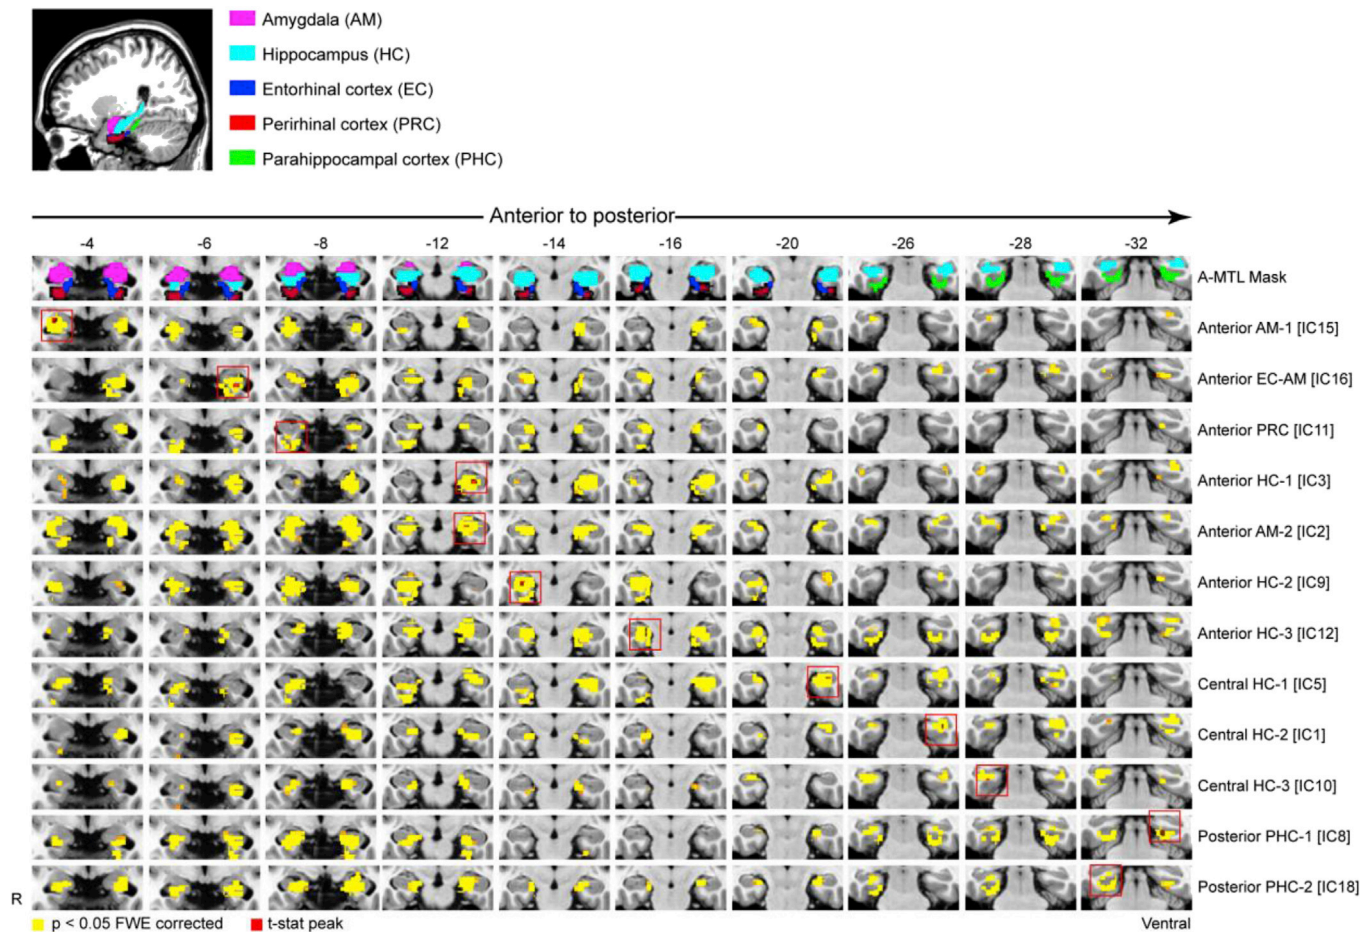 Amygdala (AM)
Hippocampus (HC)
Entorhinal cortex (EC)
Perirhinal cortex (PRC)
Parahippocampal cortex (PHC)
Anterior to posterior
-4 -6 -8 -12 -14 -16 -20 -26 -28 -32
A-MTL Mask
Anterior AM-1 [IC15]
Anterior EC-AM [IC16]
Anterior PRC [IC11]
Anterior HC-1 [IC3]
Anterior AM-2 [IC2]
Anterior HC-2 [IC9]
Anterior HC-3 [IC12]
Central HC-1 [IC5]
Central HC-2 [IC1]
Central HC-3 [IC10]
Posterior PHC-1 [IC8]
Posterior PHC-2 [IC18]
R
p < 0.05 FWE corrected t-stat peak Ventral